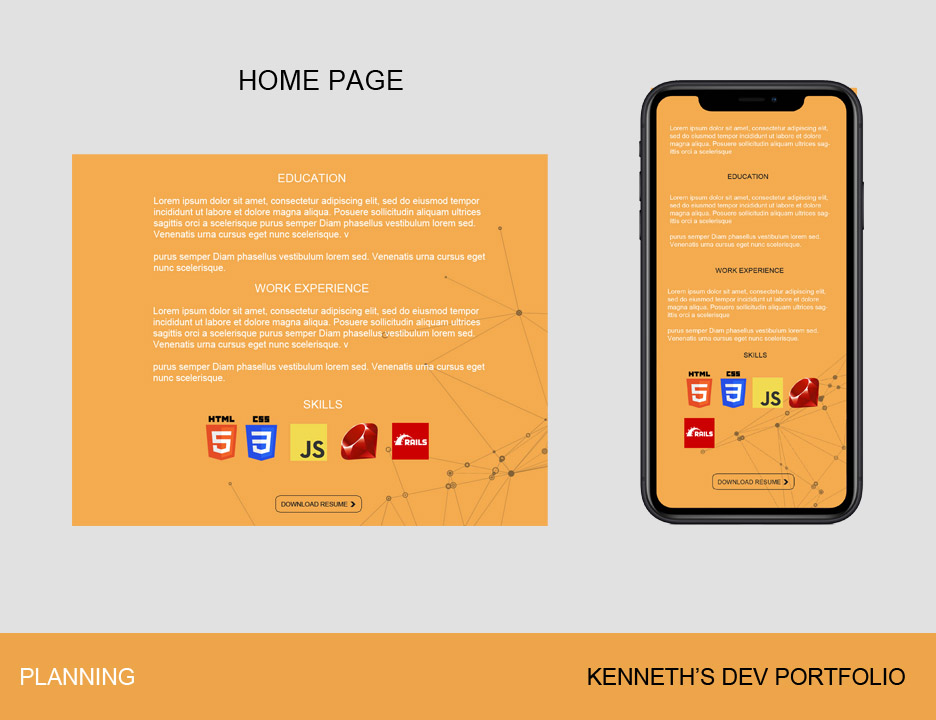 HOME PAGE
EDUCATION
Lorem ipsum dolor sit amet, consectetur adipiscing elit, sed do eiusmod tempor
incididunt ut labore et dolore magna aliqua. Posuere sollicitudin aliquam ultrices
sagittis orci a scelerisque purus semper Diam phasellus vestibulum lorem sed.
Venenatis urna cursus eget nunc scelerisque. v
purus semper Diam phasellus vestibulum lorem sed. Venenatis urna cursus eget
nunc scelerisque.
WORK EXPERIENCE
Lorem ipsum dolor sit amet, consectetur adipiscing elit, sed do eiusmod tempor
incididunt ut labore et dolore magna aliqua. Posuere sollicitudin aliquam ultrices
sagittis orci a scelerisque purus semper Diam phasellus vestibulum lorem sed.
Venenatis urna cursus eget nunc scelerisque. v
purus semper Diam phasellus vestibulum lorem sed. Venenatis urna cursus eget
nunc scelerisque.
SKILLS
HTML CSS
5 3 JS RAILS
DOWNLOAD RESUME
Lorem ipsum dolor sit amet, consectetur adipiscing elit,
sed do eiusmod tempor incididunt ut labore et dolore
magna aliqua. Posuere sollicitudin aliquam ultrices sag-
ittis orci a scelerisque
EDUCATION
Lorem ipsum dolor sit amet, consectetur adipiscing elit,
sed do eiusmod tempor incididunt ut labore et dolore
magna aliqua. Posuere sollicitudin aliquam ultrices sag-
ittis orci a scelerisque
purus semper Diam phasellus vestibulum lorem sed.
Venenatis urna cursus eget nunc scelerisque.
WORK EXPERIENCE
Lorem ipsum dolor sit amet, consectetur adipiscing elit,
sed do eiusmod tempor incididunt ut labore et dolore
magna aliqua. Posuere sollicitudin aliquam ultrices sag-
ittis orci a scelerisque
purus semper Diam phasellus vestibulum lorem sed.
Venenatis urna cursus eget nunc scelerisque.
SKILLS
HTML CSS
5 3 JS
RAILS
DOWNLOAD RESUME
PLANNING
KENNETH'S DEV PORTFOLIO